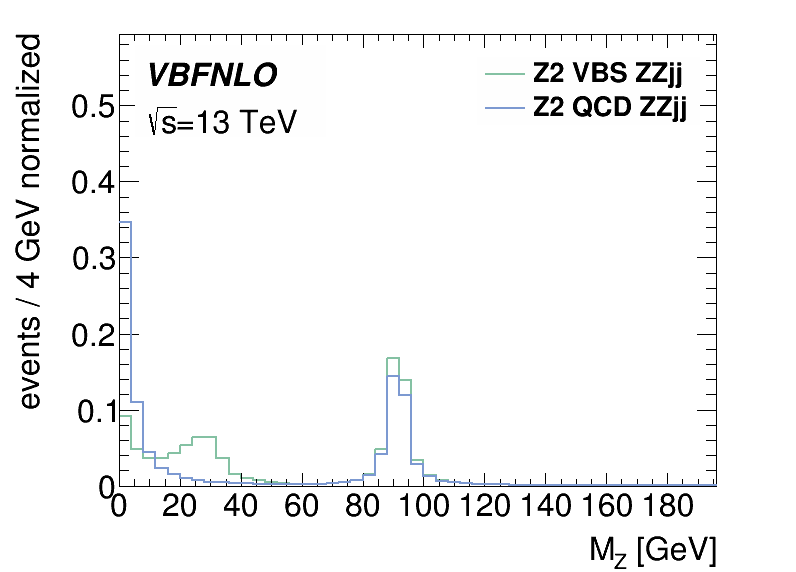 events / 4 GeV normalized
VBFNLO
√s=13 TeV
Z2 VBS ZZjj
Z2 QCD ZZjj
0.5
0.4
0.3
0.2
0.1
0
0 20 40 60 80 100 120 140 160 180
M_Z [GeV]